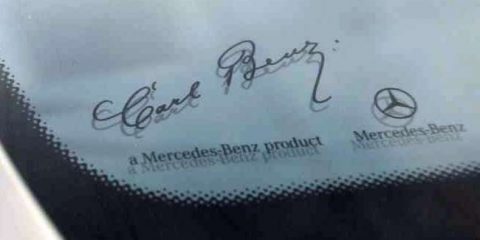 Carl Benz
a Mercedes-Benz product
Mercedes-Benz